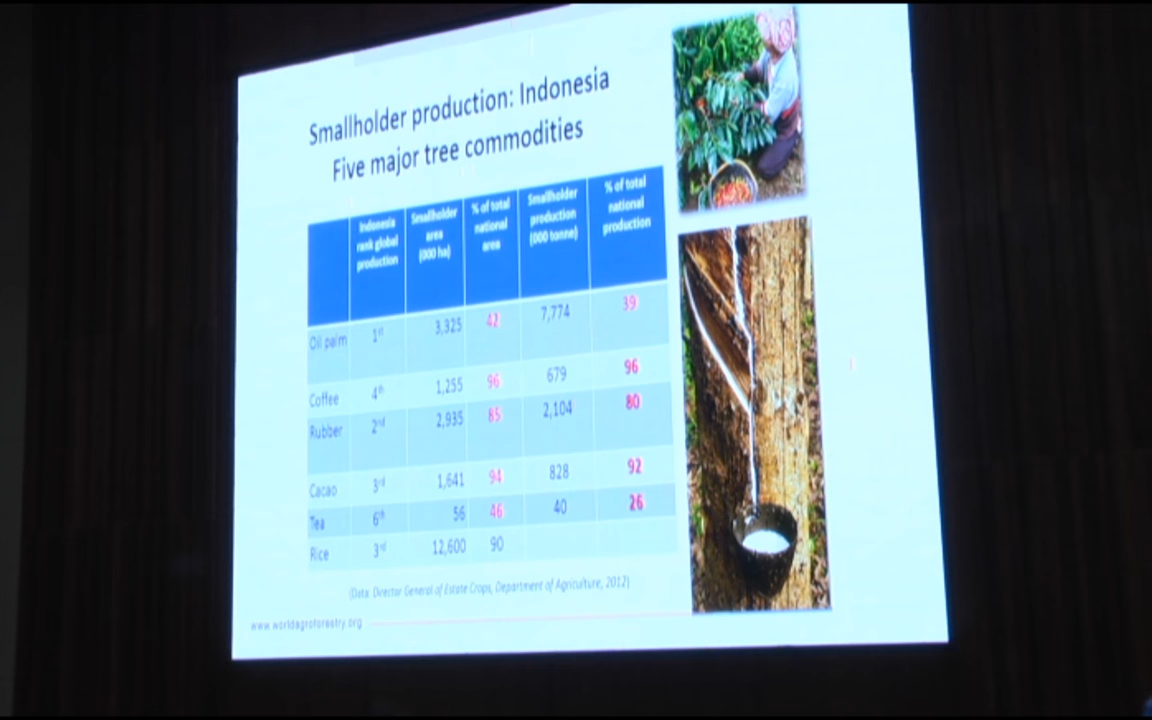 Smallholder production: Indonesia
Five major tree commodities
Indonesia rank global production | Smallholder area (000 ha) | % of total national area | Smallholder production (000 tonne) | % of total national production
Oil palm | 1st | 3,325 | 42 | 7,774 | 39
Coffee | 4th | 1,255 | 96 | 679 | 96
Rubber | 2nd | 2,935 | 85 | 2,104 | 80
Cacao | 3rd | 1,641 | 94 | 828 | 92
Tea | 6th | 56 | 46 | 40 | 26
Rice | 3rd | 12,600 | 90
(Data: Director General of Estate Crops, Department of Agriculture, 2012)
www.worldagroforestry.org